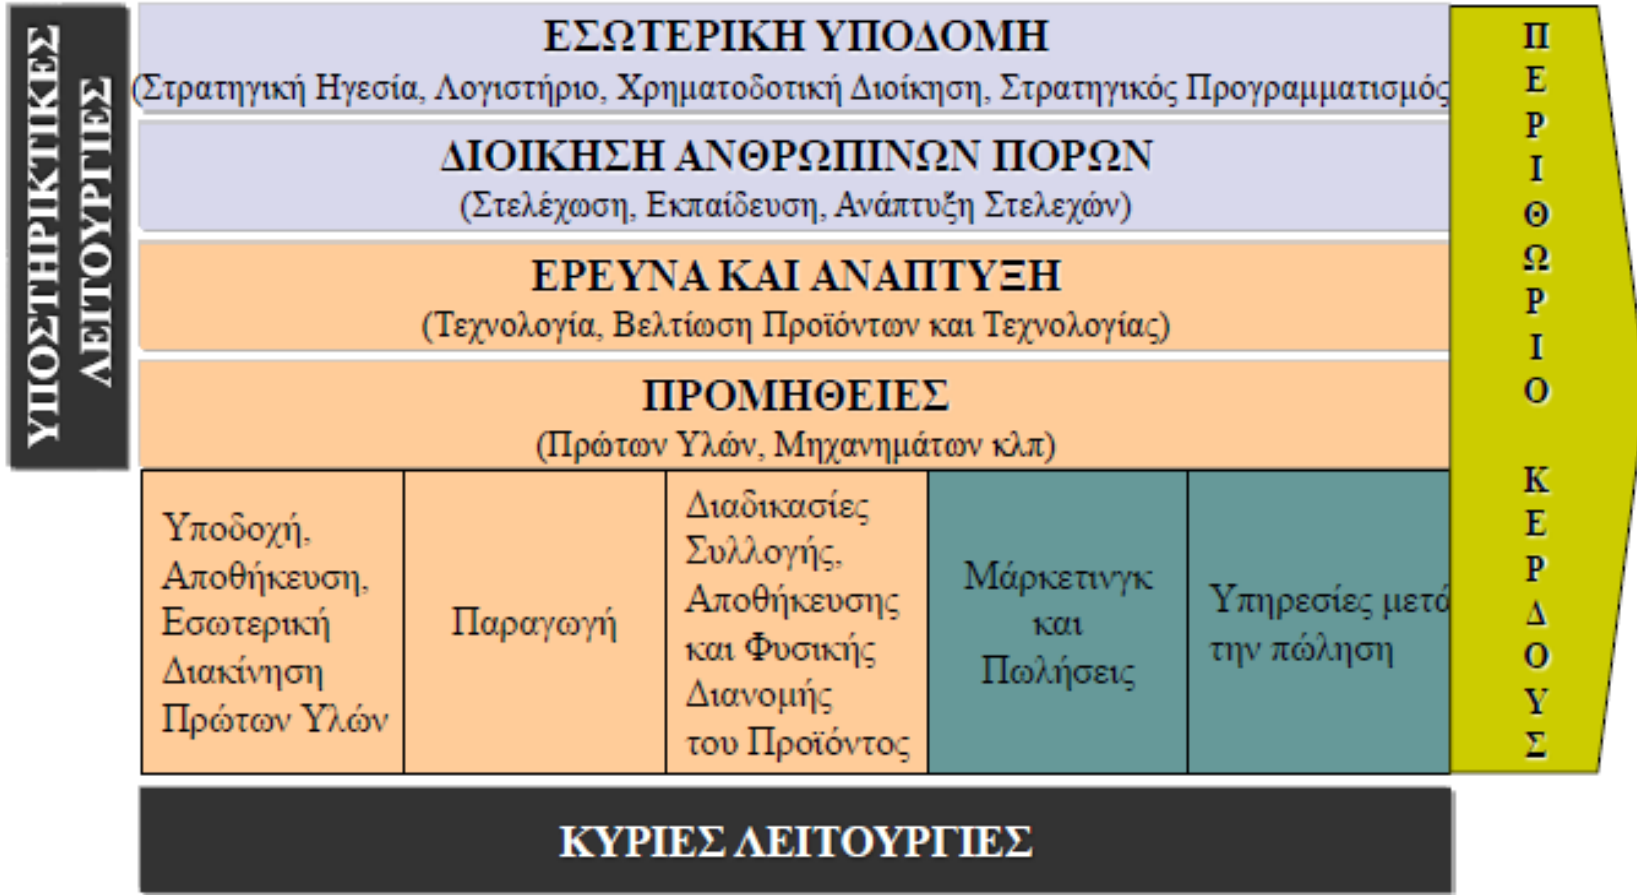 ΥΠΟΣΤΗΡΙΚΤΙΚΕΣ
ΛΕΙΤΟΥΡΓΙΕΣ
ΕΣΩΤΕΡΙΚΗ ΥΠΟΔΟΜΗ
(Στρατηγική Ηγεσία, Λογιστήριο, Χρηματοδοτική Διοίκηση, Στρατηγικός Προγραμματισμός
ΔΙΟΙΚΗΣΗ ΑΝΘΡΩΠΙΝΩΝ ΠΟΡΩΝ
(Στελέχωση, Εκπαίδευση, Ανάπτυξη Στελεχών)
ΕΡΕΥΝΑ ΚΑΙ ΑΝΑΠΤΥΞΗ
(Τεχνολογία, Βελτίωση Προϊόντων και Τεχνολογίας)
ΠΡΟΜΗΘΕΙΕΣ
(Πρώτων Υλών, Μηχανημάτων κλπ)
Υποδοχή,
Αποθήκευση,
Εσωτερική
Διακίνηση
Πρώτων Υλών
Παραγωγή
Διαδικασίες
Συλλογής,
Αποθήκευσης
και Φυσικής
Διανομής
του Προϊόντος
Μάρκετινγκ
και
Πωλήσεις
Υπηρεσίες μετά
την πώληση
ΠΕΡΙΘΩΡΙΟ ΚΕΡΔΟΥΣ
ΚΥΡΙΕΣ ΛΕΙΤΟΥΡΓΙΕΣ